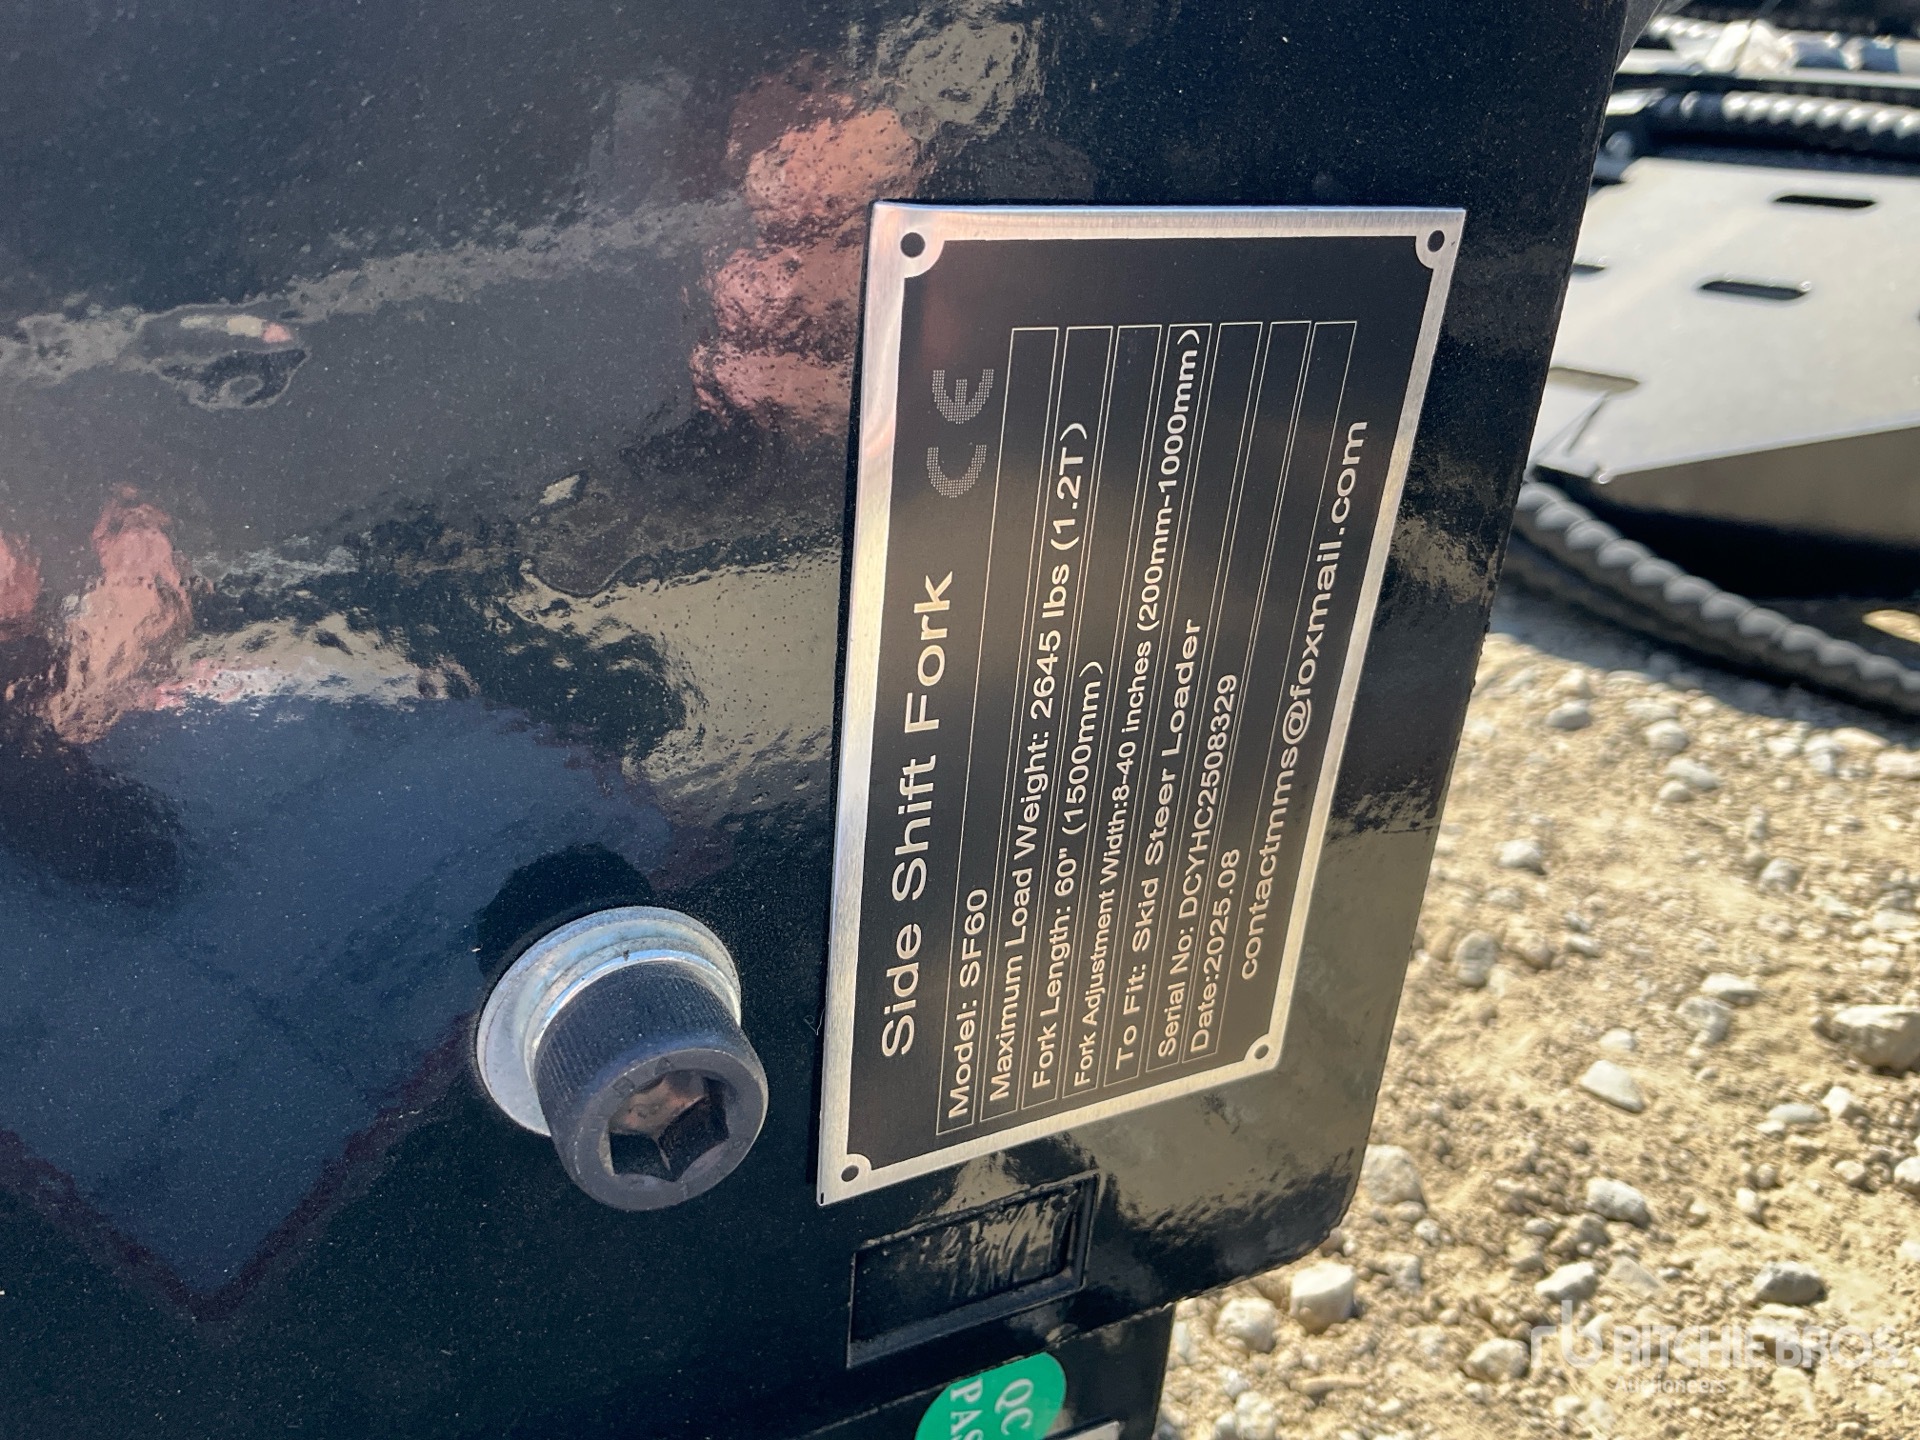 Side Shift Fork CE
Model: SF60
Maximum Load Weight: 2645 lbs (1.2T)
Fork Length: 60" (1500mm)
Fork Adjustment Width:8-40 inches (200mm-1000mm)
To Fit: Skid Steer Loader
Serial No: DCYHC2508329
Date:2025.08
contactmms@foxmail.com
QC
rb RITCHIE BROS.
Auctioneers